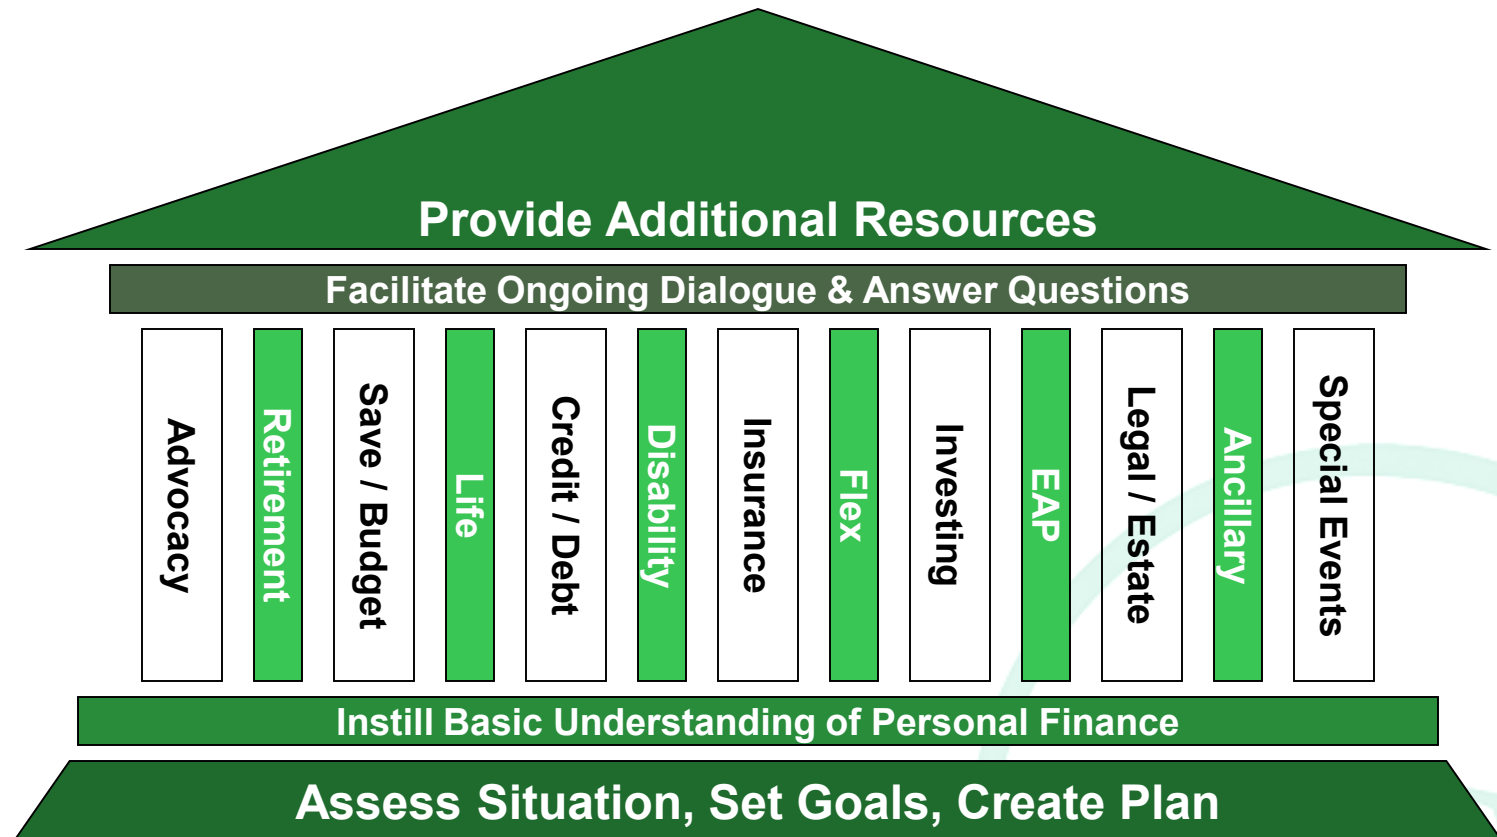 Provide Additional Resources
Facilitate Ongoing Dialogue & Answer Questions
Advocacy
Retirement
Save / Budget
Life
Credit / Debt
Disability
Insurance
Flex
Investing
EAP
Legal / Estate
Ancillary
Special Events
Instill Basic Understanding of Personal Finance
Assess Situation, Set Goals, Create Plan